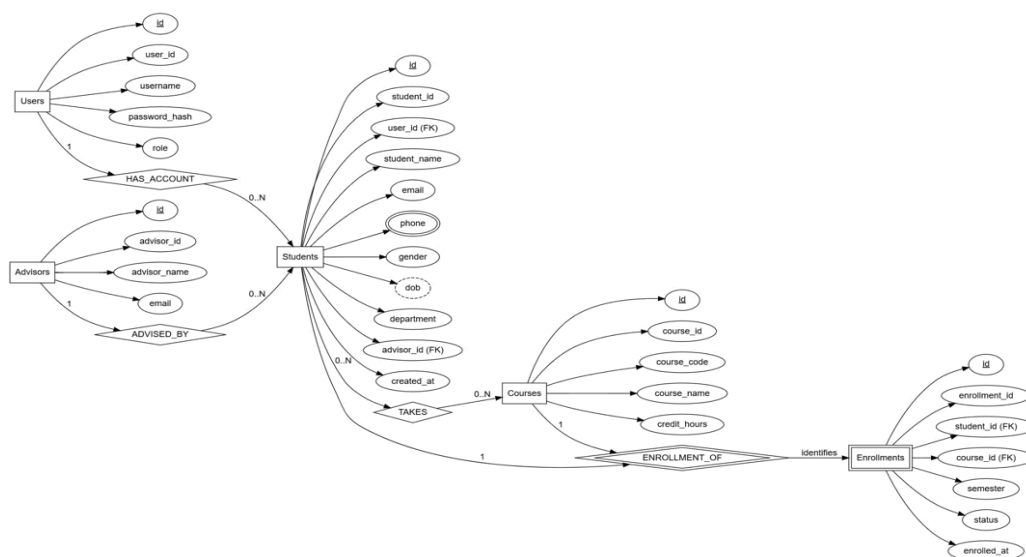 id
user_id
username
password_hash
role
Users
1
HAS_ACCOUNT
0..N
id
advisor_id
advisor_name
email
Advisors
1
ADVISED_BY
0..N
id
student_id
user_id (FK)
student_name
email
phone
gender
dob
department
advisor_id (FK)
created_at
Students
0..N
TAKES
0..N
1
id
course_id
course_code
course_name
credit_hours
Courses
1
ENROLLMENT_OF
identifies
Enrollments
id
enrollment_id
student_id (FK)
course_id (FK)
semester
status
enrolled_at